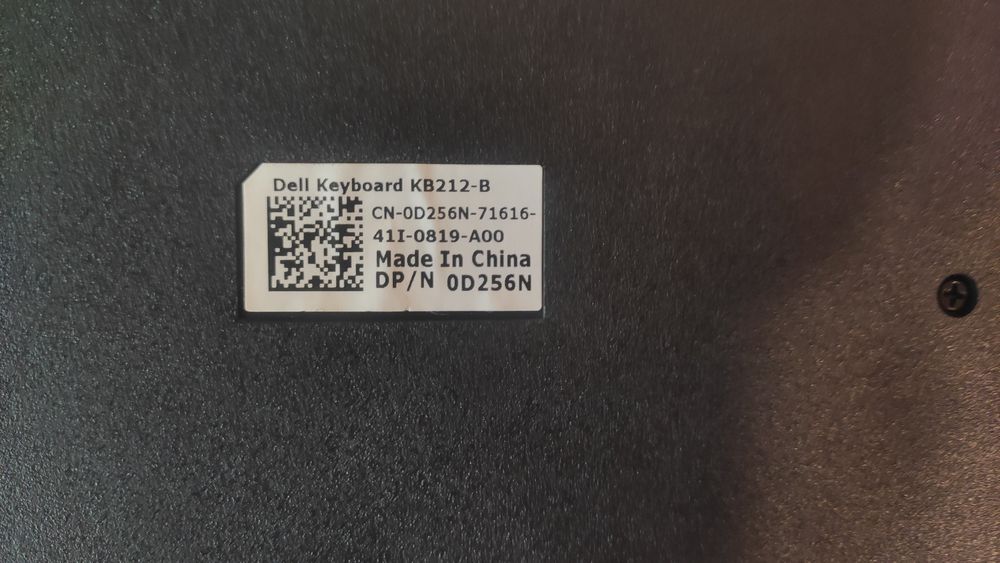 Dell Keyboard KB212-B
CN-0D256N-71616-
41I-0819-A00
Made In China
DP/N 0D256N